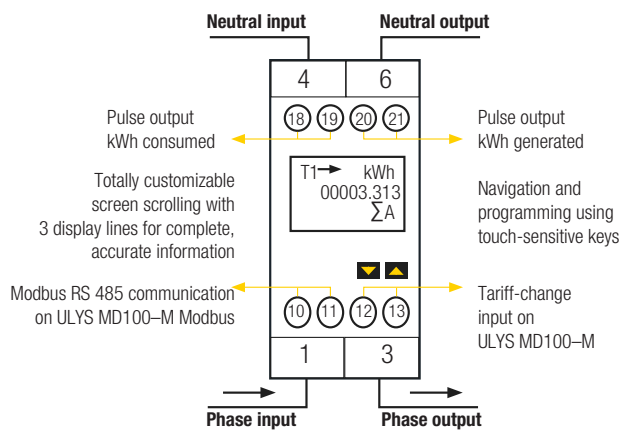 Neutral input
Neutral output
4
6
18
19
20
21
Pulse output
kWh consumed
Pulse output
kWh generated
T1 kWh
00003.313
∑A
Totally customizable
screen scrolling with
3 display lines for complete,
accurate information
Navigation and
programming using
touch-sensitive keys
Modbus RS 485 communication
on ULYS MD100–M Modbus
10
11
12
13
Tariff-change
input on
ULYS MD100–M
1
3
Phase input
Phase output